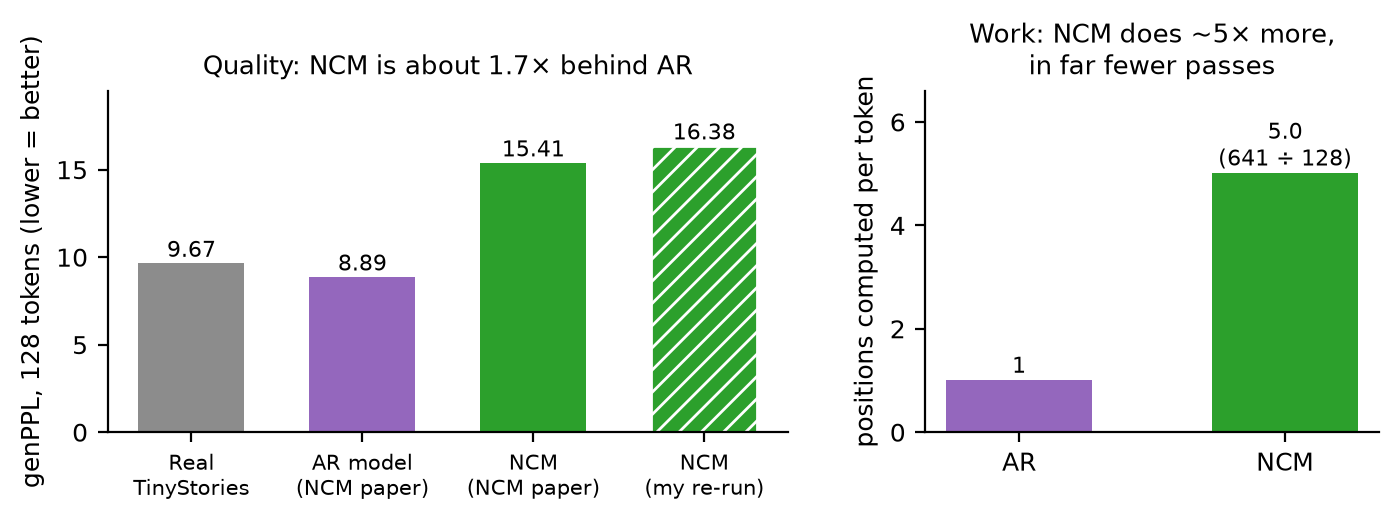 Quality: NCM is about 1.7× behind AR
genPPL, 128 tokens (lower = better)
15
10
5
0
9.67
8.89
15.41
16.38
Real
TinyStories
AR model
(NCM paper)
NCM
(NCM paper)
NCM
(my re-run)
Work: NCM does ~5× more,
in far fewer passes
positions computed per token
6
4
2
0
1
5.0
(641 ÷ 128)
AR
NCM